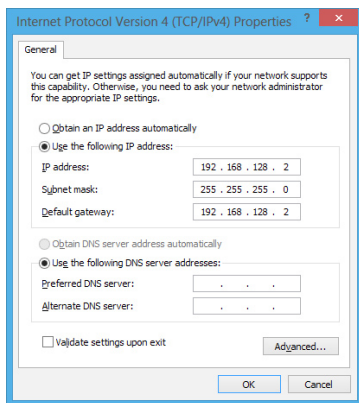 Internet Protocol Version 4 (TCP/IPv4) Properties ? ×
General
You can get IP settings assigned automatically if your network supports
this capability. Otherwise, you need to ask your network administrator
for the appropriate IP settings.
Obtain an IP address automatically
Use the following IP address:
IP address: 192 . 168 . 128 . 2
Subnet mask: 255 . 255 . 255 . 0
Default gateway: 192 . 168 . 128 . 2
Obtain DNS server address automatically
Use the following DNS server addresses:
Preferred DNS server: . . .
Alternate DNS server: . . .
Validate settings upon exit
Advanced...
OK Cancel